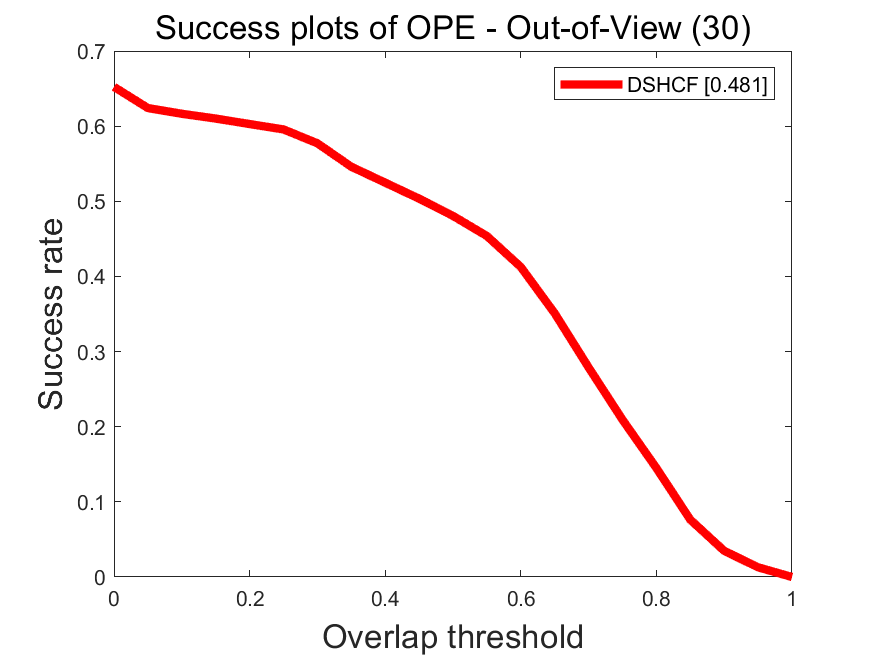 Success plots of OPE - Out-of-View (30)
DSHCF [0.481]
0.7
0.6
0.5
0.4
0.3
0.2
0.1
0
Success rate
0 0.2 0.4 0.6 0.8 1
Overlap threshold